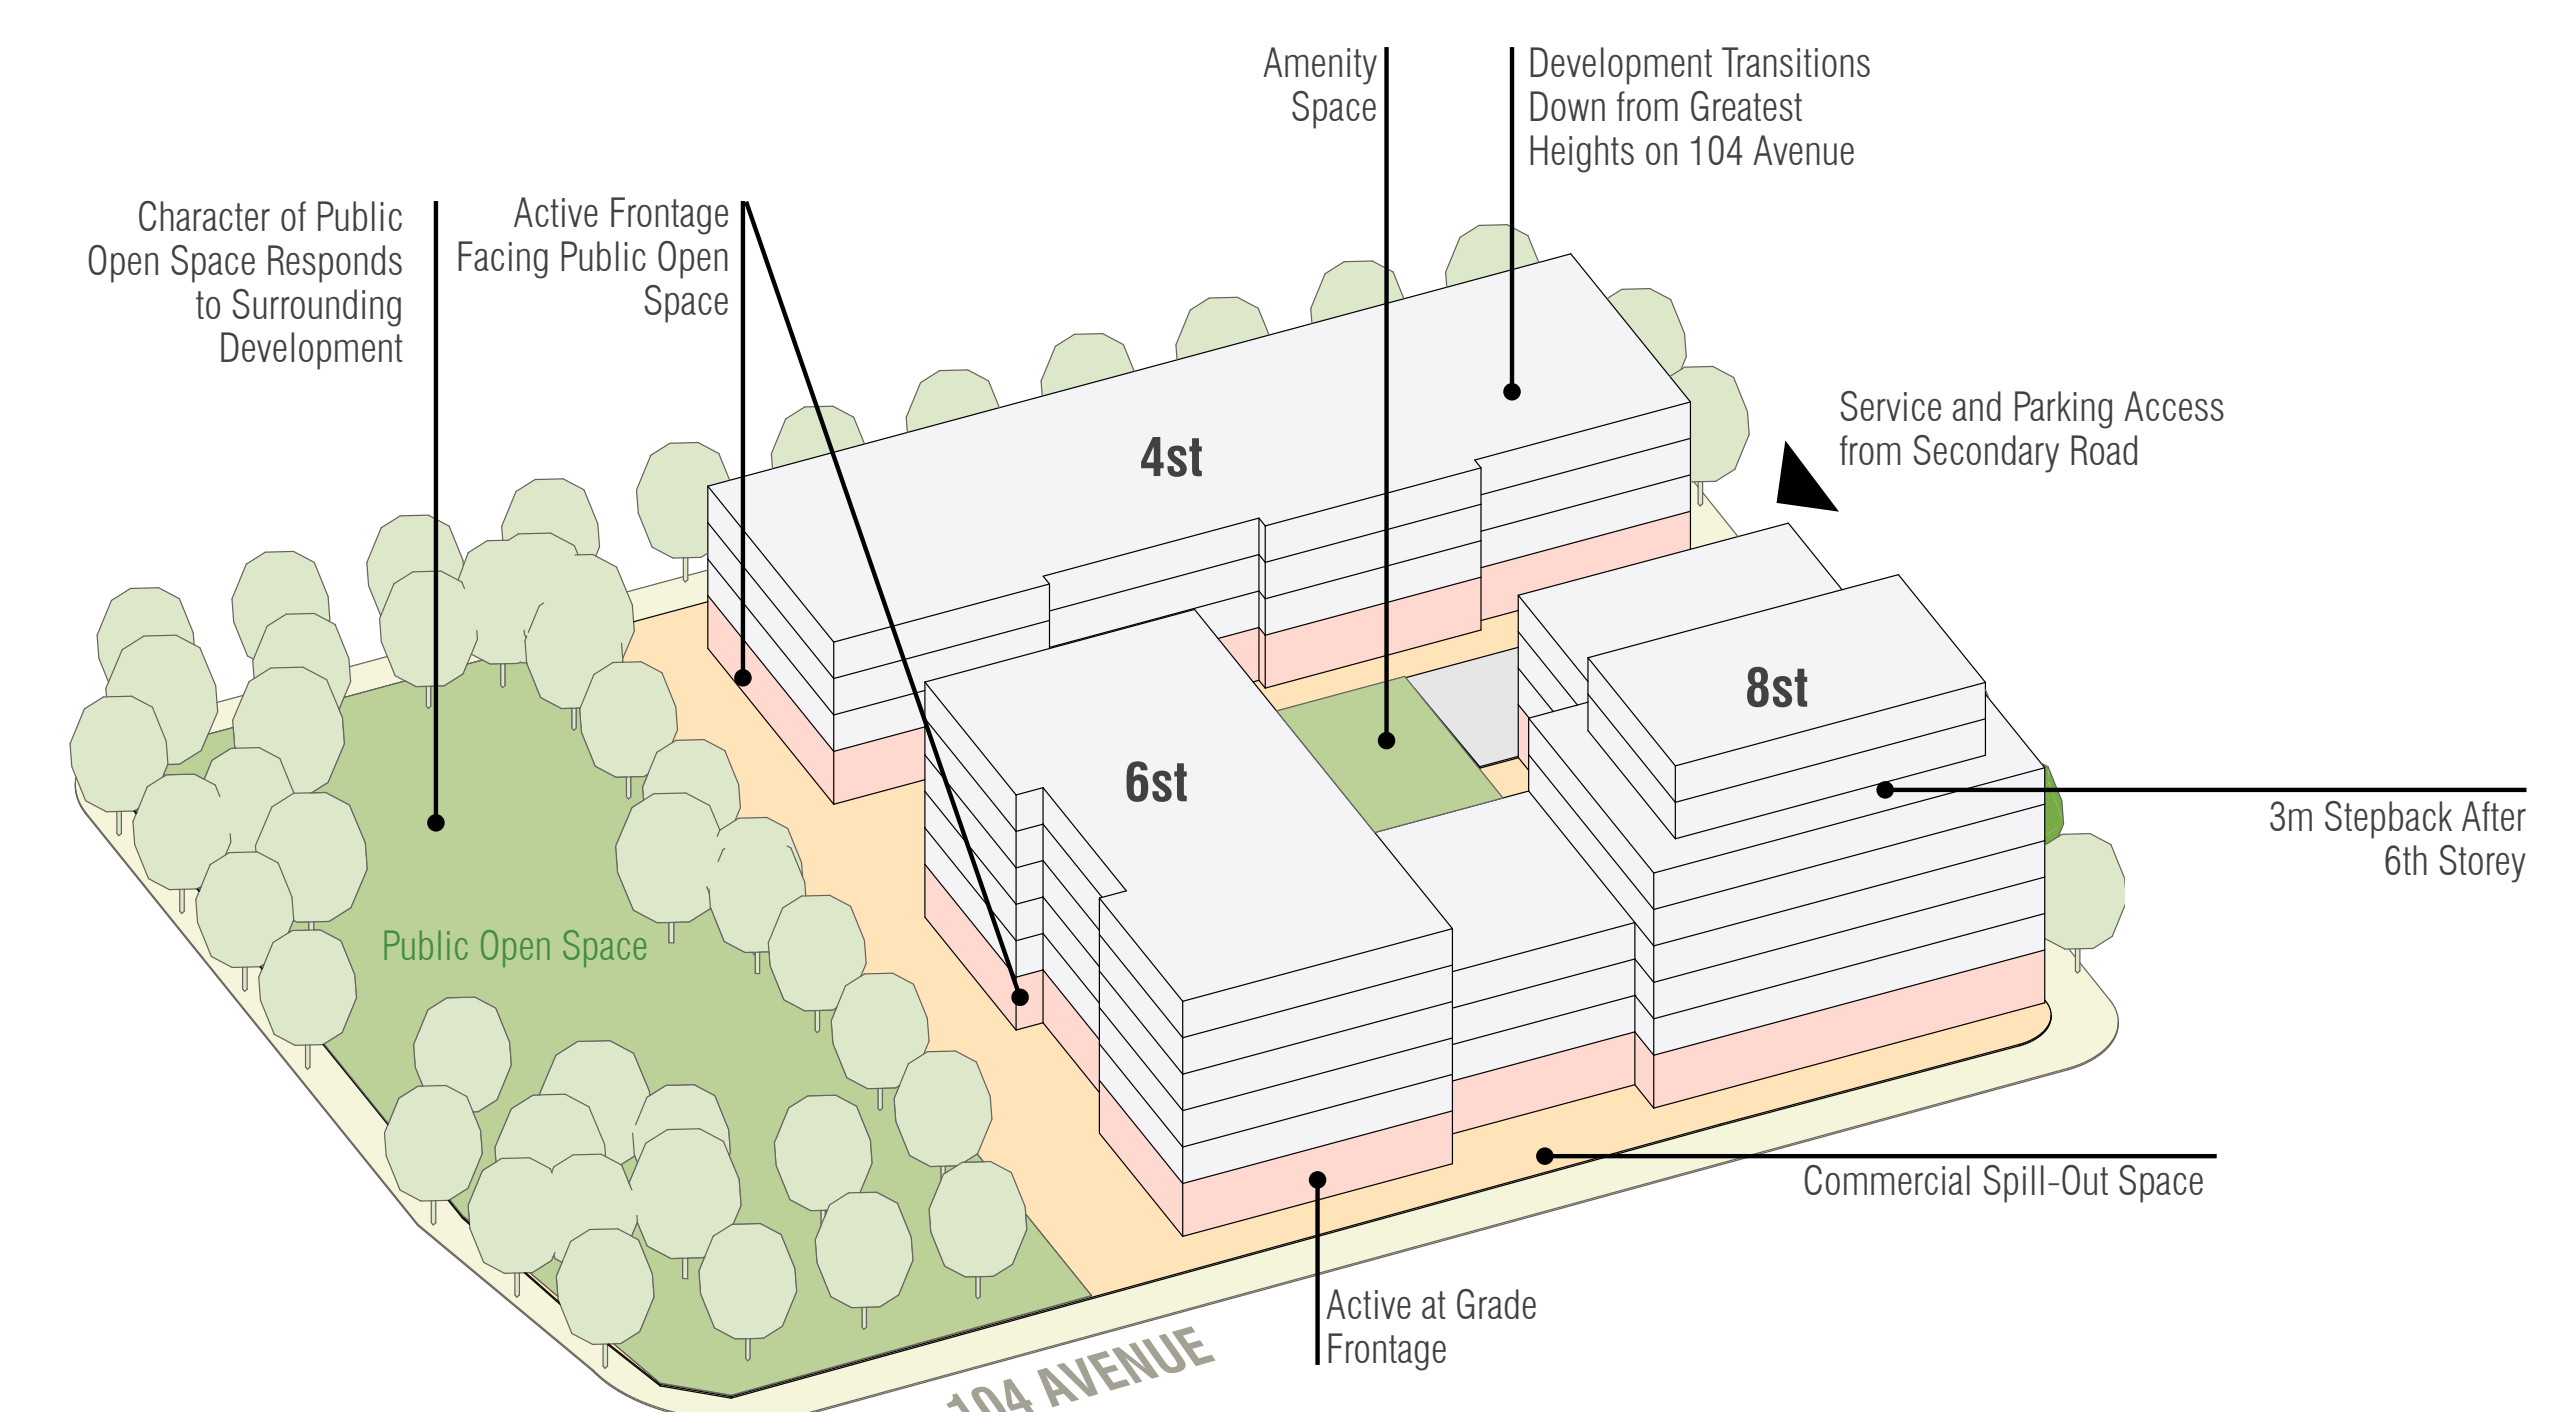 Amenity
Space
Development Transitions
Down from Greatest
Heights on 104 Avenue
Character of Public
Open Space Responds
to Surrounding
Development
Active Frontage
Facing Public Open
Space
Service and Parking Access
from Secondary Road
4st
8st
6st
3m Stepback After
6th Storey
Public Open Space
Commercial Spill-Out Space
Active at Grade
Frontage
104 AVENUE